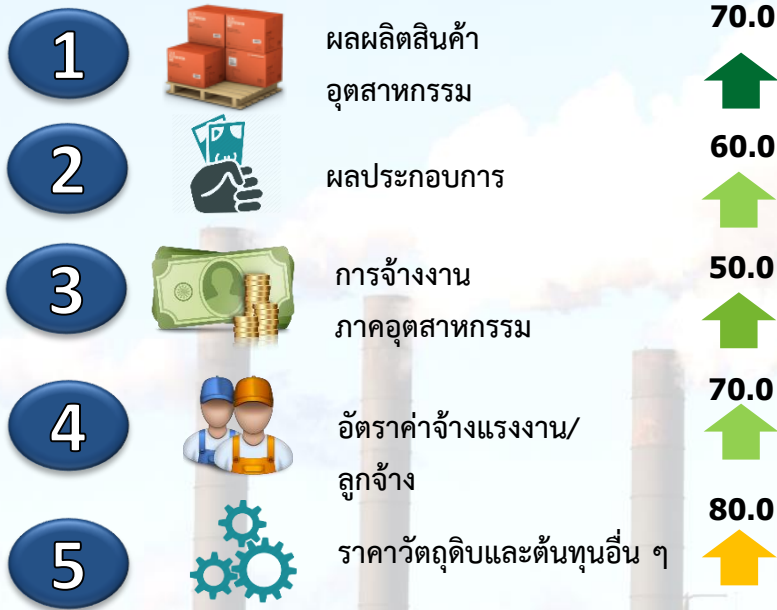 1
ผลผลิตสินค้า
อุตสาหกรรม
70.0
2
ผลประกอบการ
60.0
3
การจ้างงาน
ภาคอุตสาหกรรม
50.0
4
อัตราค่าจ้างแรงงาน/
ลูกจ้าง
70.0
5
ราคาวัตถุดิบและต้นทุนอื่น ๆ
80.0